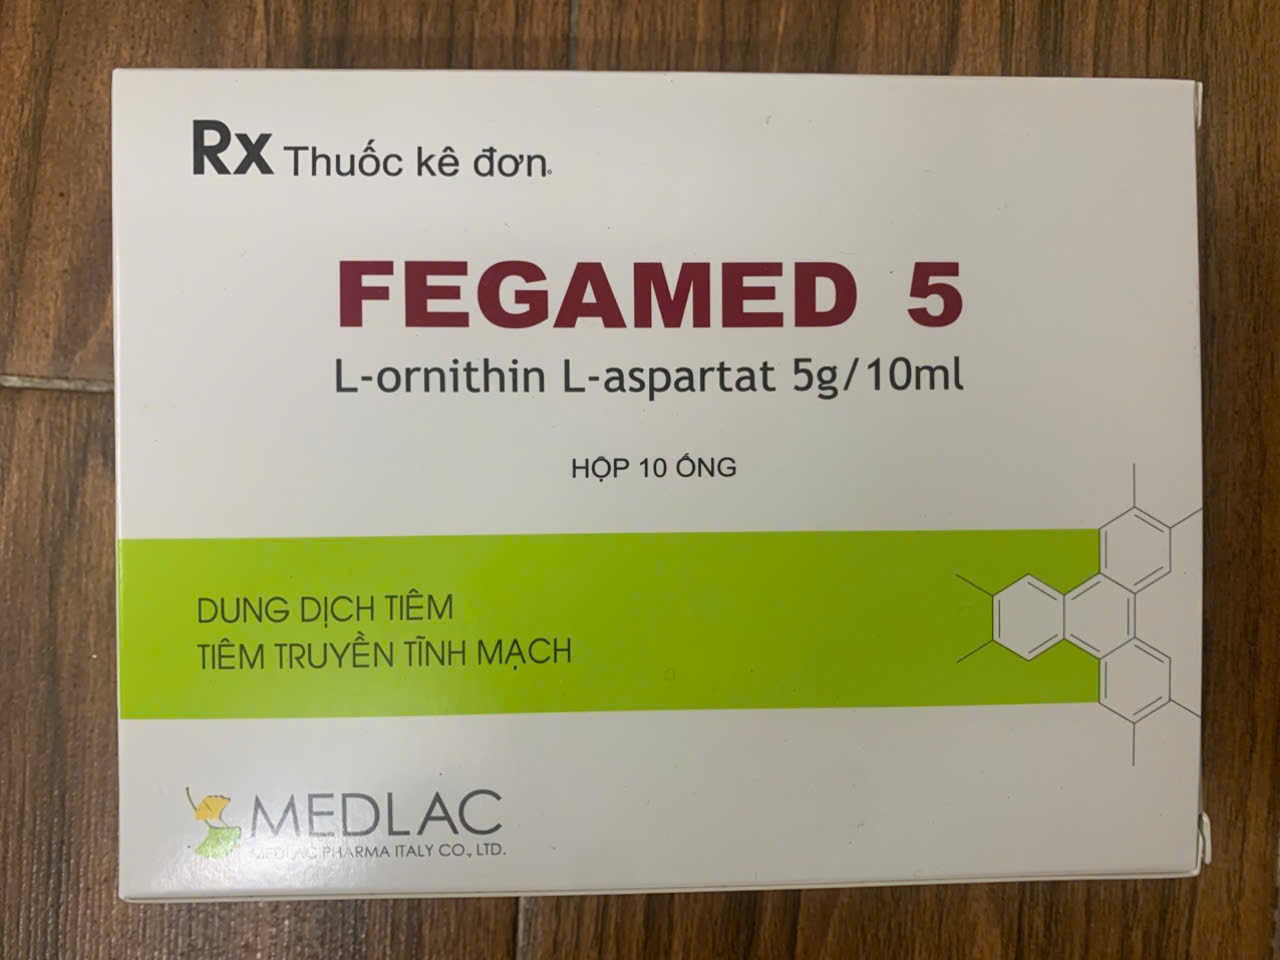 Rx Thuốc kê đơn.
FEGAMED 5
L-ornithin L-aspartat 5g/10ml
HỘP 10 ỐNG
DUNG DỊCH TIÊM
TIÊM TRUYỀN TĨNH MẠCH
MEDLAC
MEDLAC PHARMA ITALY CO., LTD.